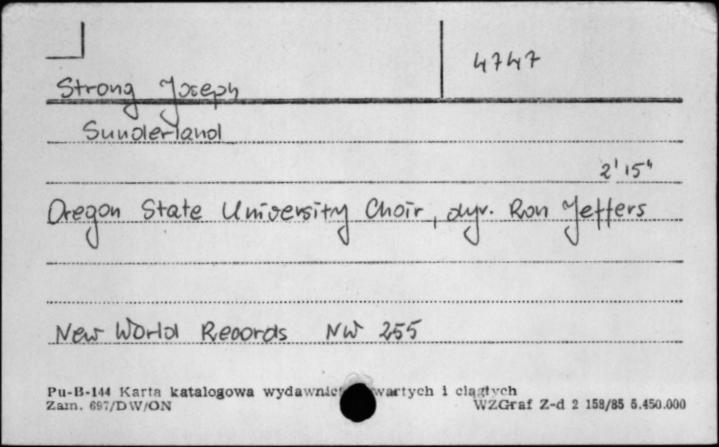 4747
Strong Joseph
Sunderland
2'15"
Oregon State University Choir, dyr. Ron Jeffers
New World Records NW 255
Pu-B-144 Karta katalogowa wydawnic wartych i ciągłych
Zam. 697/DW/ON WZGraf Z-d 2 158/85 5.450.000